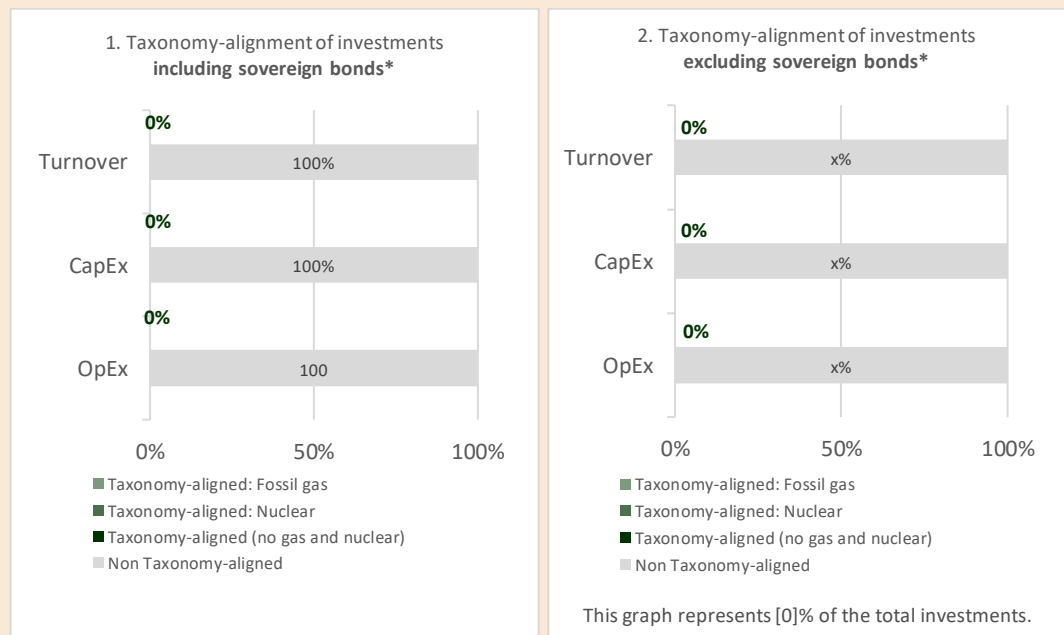 1. Taxonomy-alignment of investments
including sovereign bonds*
0%
Turnover
100%
0%
CapEx
100%
0%
OpEx
100
0%
50%
100%
Taxonomy-aligned: Fossil gas
Taxonomy-aligned: Nuclear
Taxonomy-aligned (no gas and nuclear)
Non Taxonomy-aligned
2. Taxonomy-alignment of investments
excluding sovereign bonds*
0%
Turnover
x%
0%
CapEx
x%
0%
OpEx
x%
0%
50%
100%
Taxonomy-aligned: Fossil gas
Taxonomy-aligned: Nuclear
Taxonomy-aligned (no gas and nuclear)
Non Taxonomy-aligned
This graph represents [0]% of the total investments.